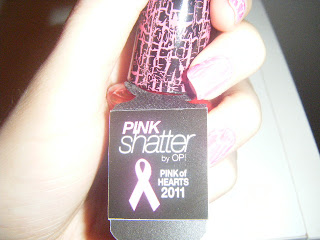 PINK
shatter
by OPI
PINK of
HEARTS
2011